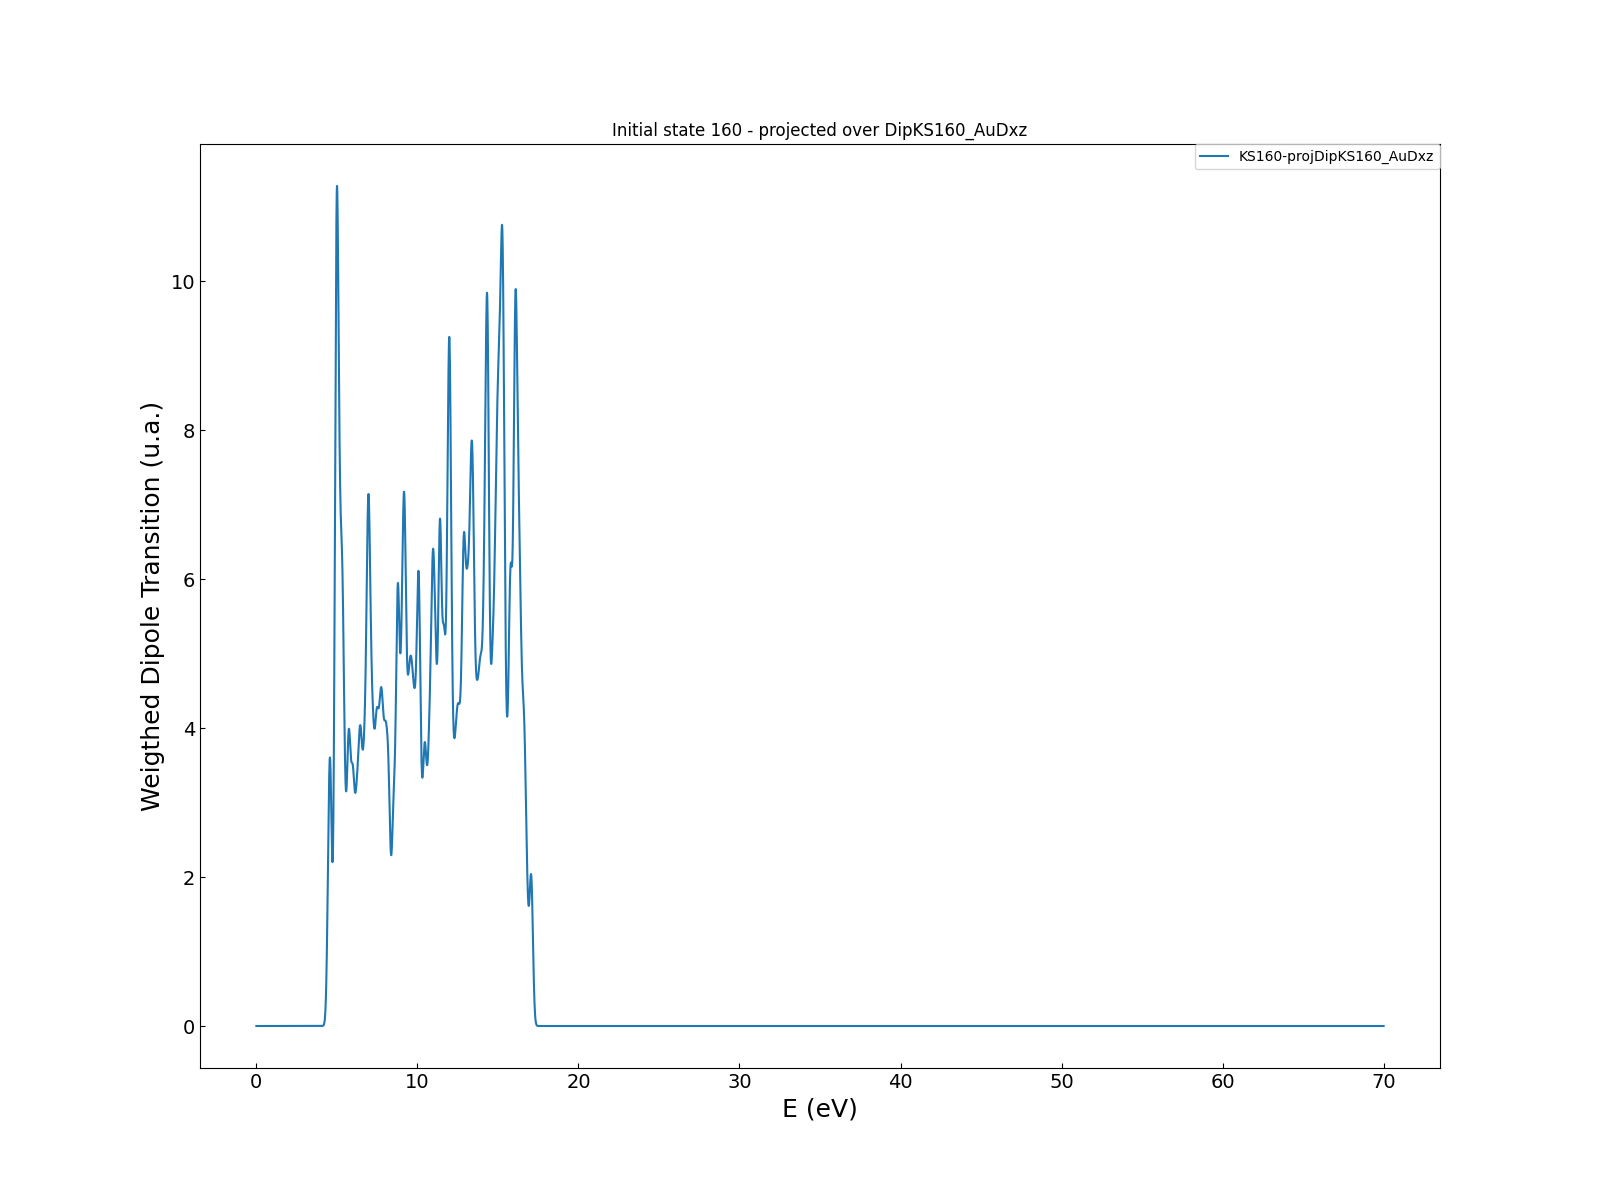 Initial state 160 - projected over DipKS160_AuDxz
KS160-projDipKS160_AuDxz
Weigthed Dipole Transition (u.a.)
10
8
6
4
2
0
0 10 20 30 40 50 60 70
E (eV)